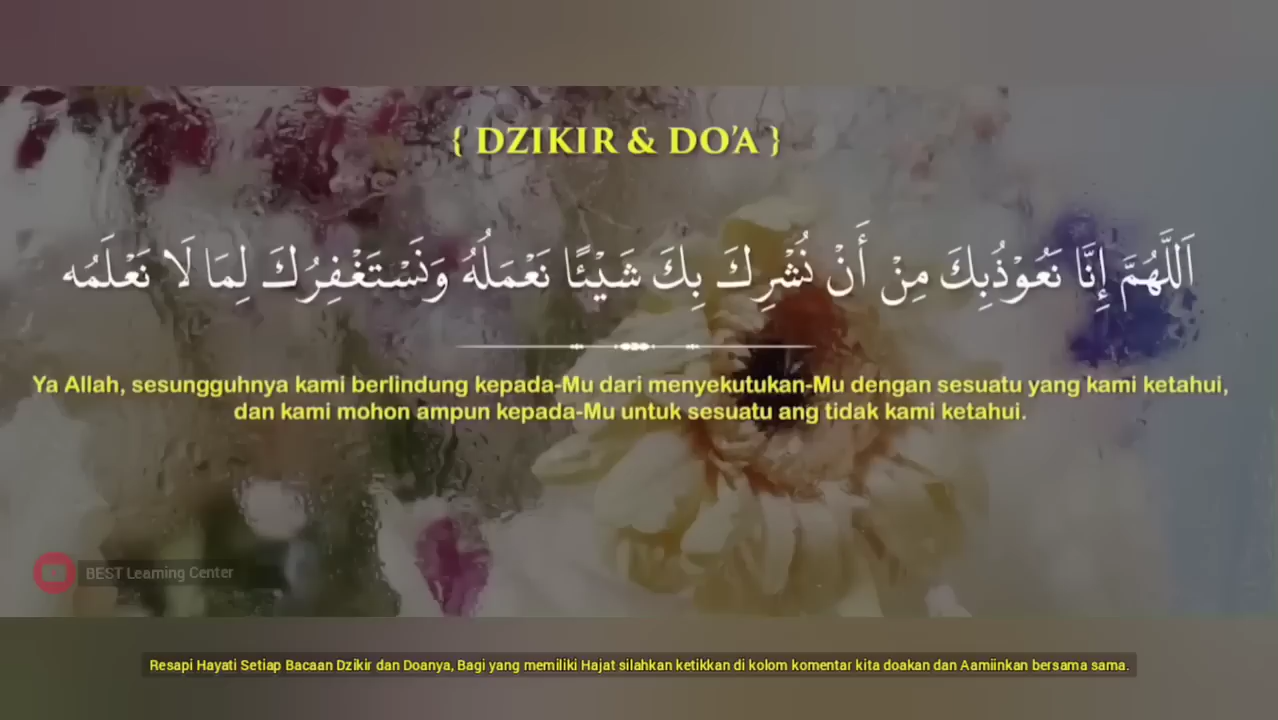 { DZIKIR & DO'A }
اَللَّهُمَّ إِنَّا نَعُوْذُبِكَ مِنْ أَنْ نُشْرِكَ بِكَ شَيْئًا نَعْمَلَهُ وَنَسْتَغْفِرُكَ لِمَا لَا نَعْلَمُه
Ya Allah, sesungguhnya kami berlindung kepada-Mu dari menyekutukan-Mu dengan sesuatu yang kami ketahui,
dan kami mohon ampun kepada-Mu untuk sesuatu ang tidak kami ketahui.
BEST Learning Center
Resapi Hayati Setiap Bacaan Dzikir dan Doanya, Bagi yang memiliki Hajat silahkan ketikkan di kolom komentar kita doakan dan Aamiinkan bersama sama.